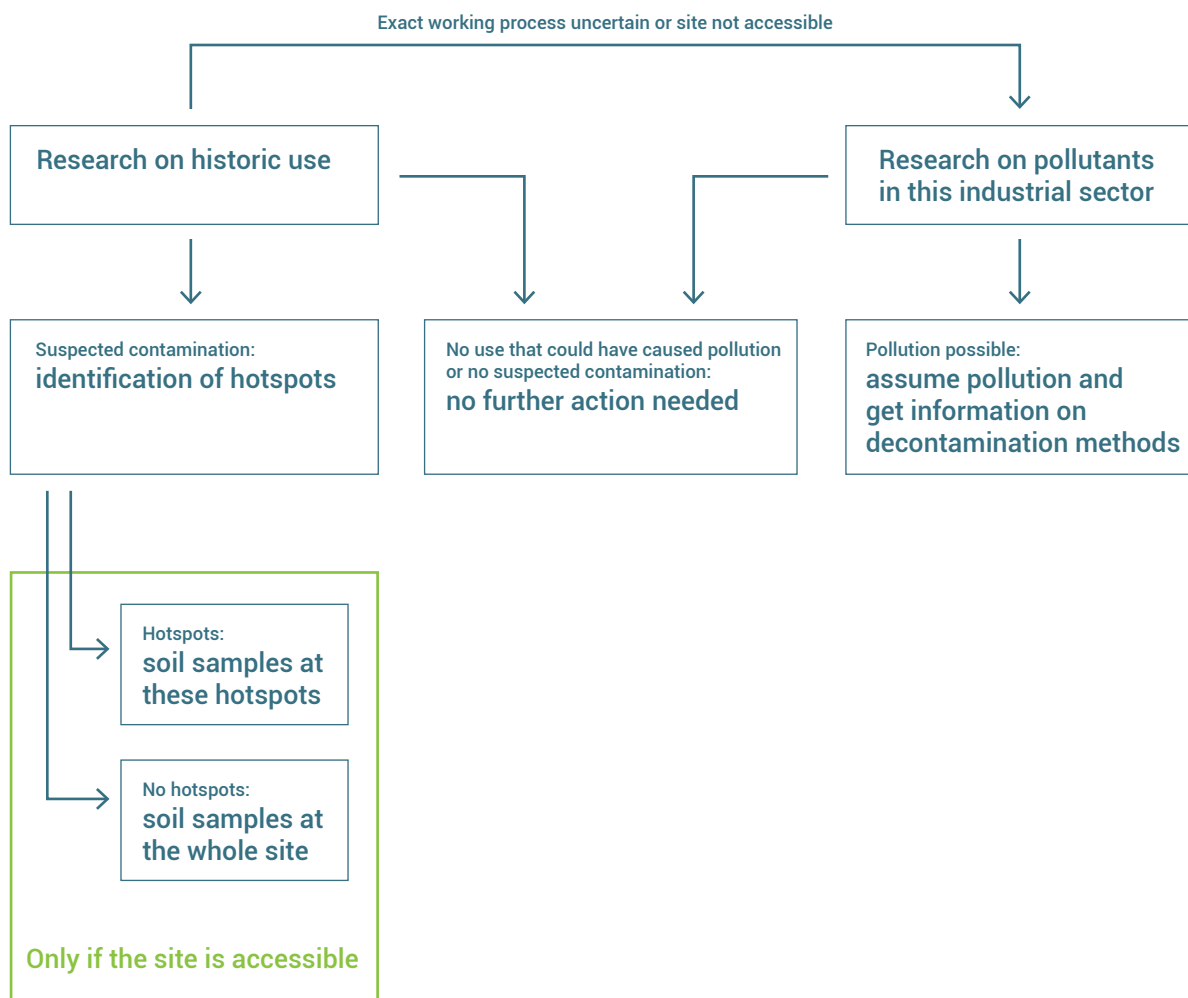 Exact working process uncertain or site not accessible
Research on historic use
Research on pollutants
in this industrial sector
Suspected contamination:
identification of hotspots
No use that could have caused pollution
or no suspected contamination:
no further action needed
Pollution possible:
assume pollution and
get information on
decontamination methods
Hotspots:
soil samples at
these hotspots
No hotspots:
soil samples at
the whole site
Only if the site is accessible